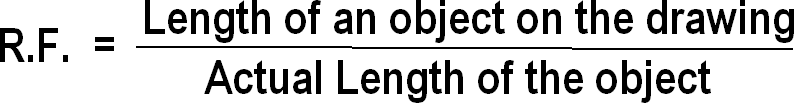 Length of an object on the drawing
R.F. =
Actual Length of the object